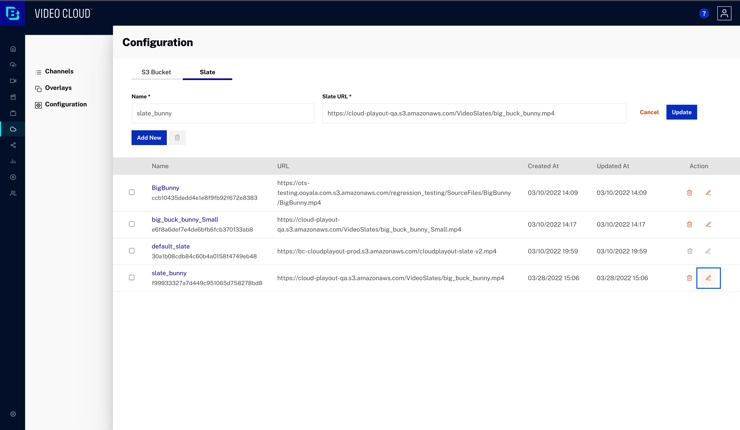 VIDEO CLOUD
?
Configuration
Channels
Overlays
Configuration
S3 Bucket
Slate
Name *
Slate URL *
slate_bunny
https://cloud-playout-qa.s3.amazonaws.com/VideoSlates/big_buck_bunny.mp4
Cancel
Update
Add New
Name URL Created At Updated At Action
BigBunny
ccb10435dedd4e1e8f9fb92f672e8383
https://ots-
testing.ooyala.com.s3.amazonaws.com/regression_testing/SourceFiles/BigBunny
/BigBunny.mp4
03/10/2022 14:09 03/10/2022 14:09
big_buck_bunny_Small
e6f8a6def7e4de6bfb6fcb370133ab8
https://cloud-playout-
qa.s3.amazonaws.com/VideoSlates/big_buck_bunny_Small.mp4
03/10/2022 14:17 03/10/2022 14:17
default_slate
30a1b08cdb84c60b4a0158f4749eb48
https://bc-cloudplayout-prod.s3.amazonaws.com/cloudplayout-slate-v2.mp4
03/10/2022 19:59 03/10/2022 19:59
slate_bunny
f99933327a7d449c951065d758278bd8
https://cloud-playout-qa.s3.amazonaws.com/VideoSlates/big_buck_bunny.mp4
03/28/2022 15:06 03/28/2022 15:06